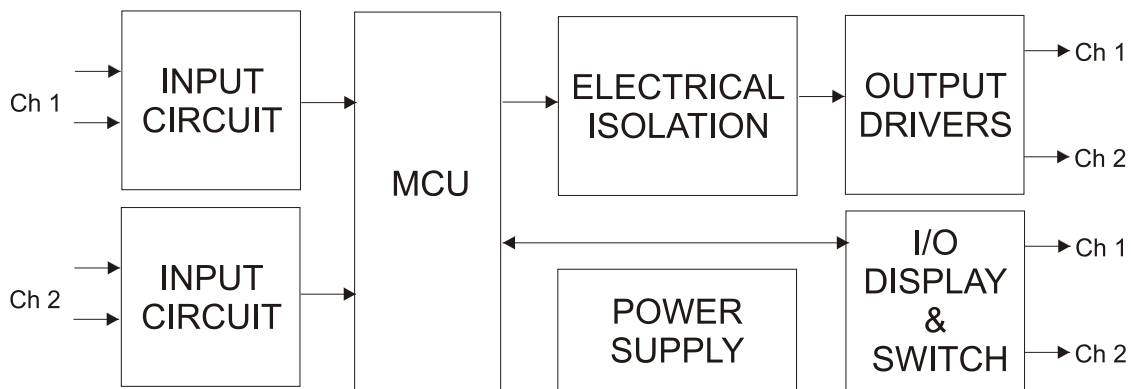 Ch 1
INPUT
CIRCUIT
MCU
ELECTRICAL
ISOLATION
OUTPUT
DRIVERS
Ch 1
Ch 2
Ch 2
INPUT
CIRCUIT
POWER
SUPPLY
I/O
DISPLAY
&
SWITCH
Ch 1
Ch 2